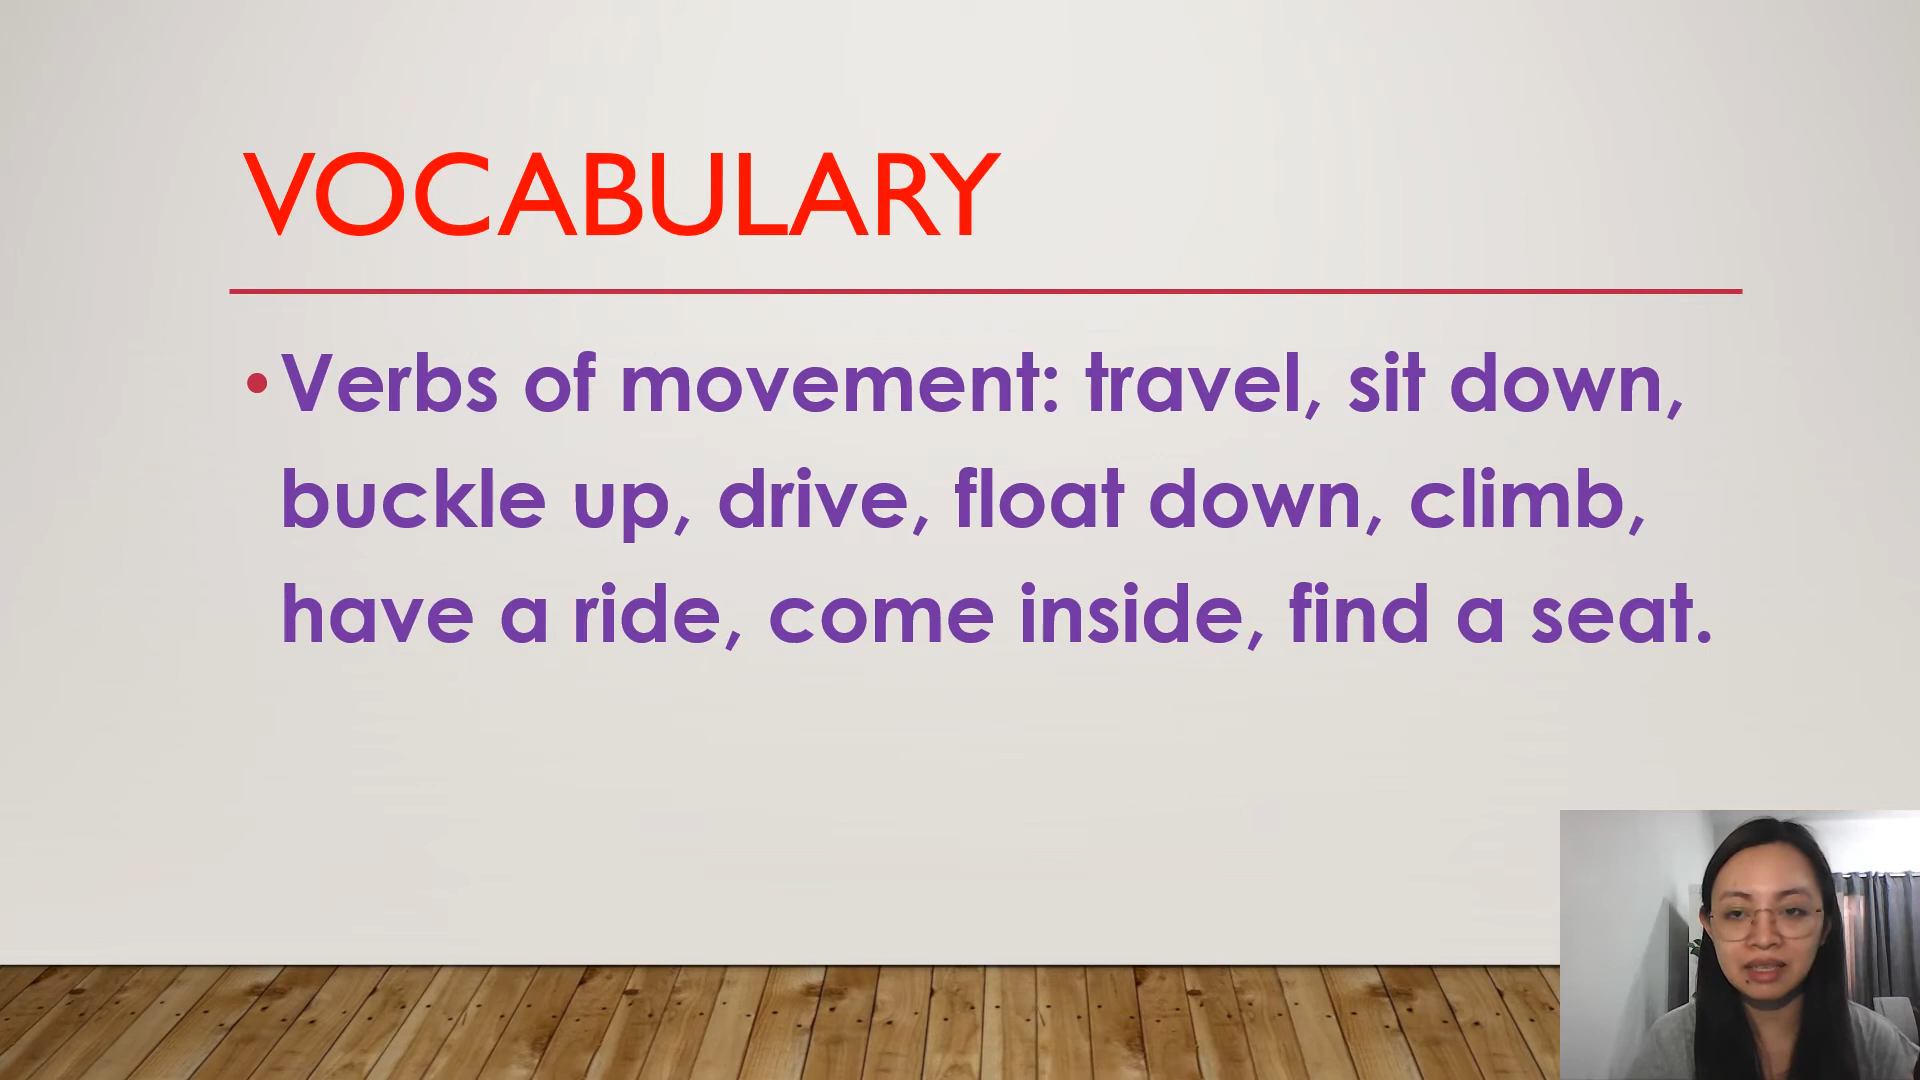 VOCABULARY
• Verbs of movement: travel, sit down,
buckle up, drive, float down, climb,
have a ride, come inside, find a seat.